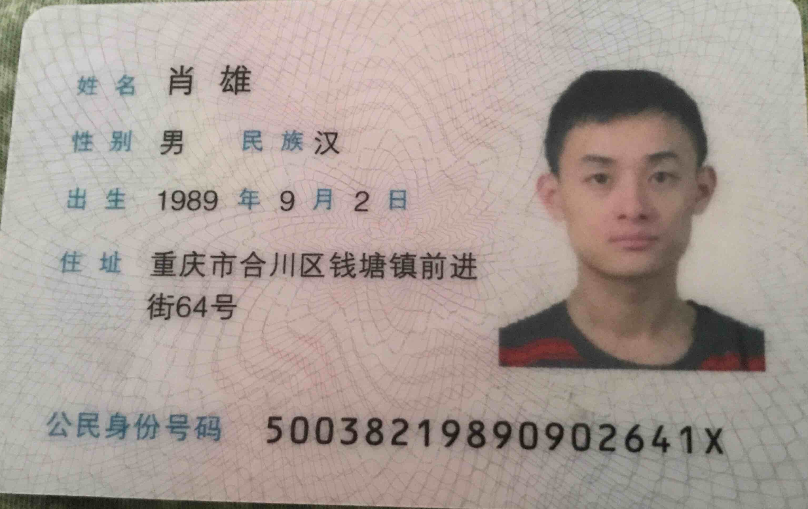 姓名 肖雄
性别 男 民族 汉
出生 1989 年 9 月 2 日
住址 重庆市合川区钱塘镇前进
街64号
公民身份号码 50038219890902641X